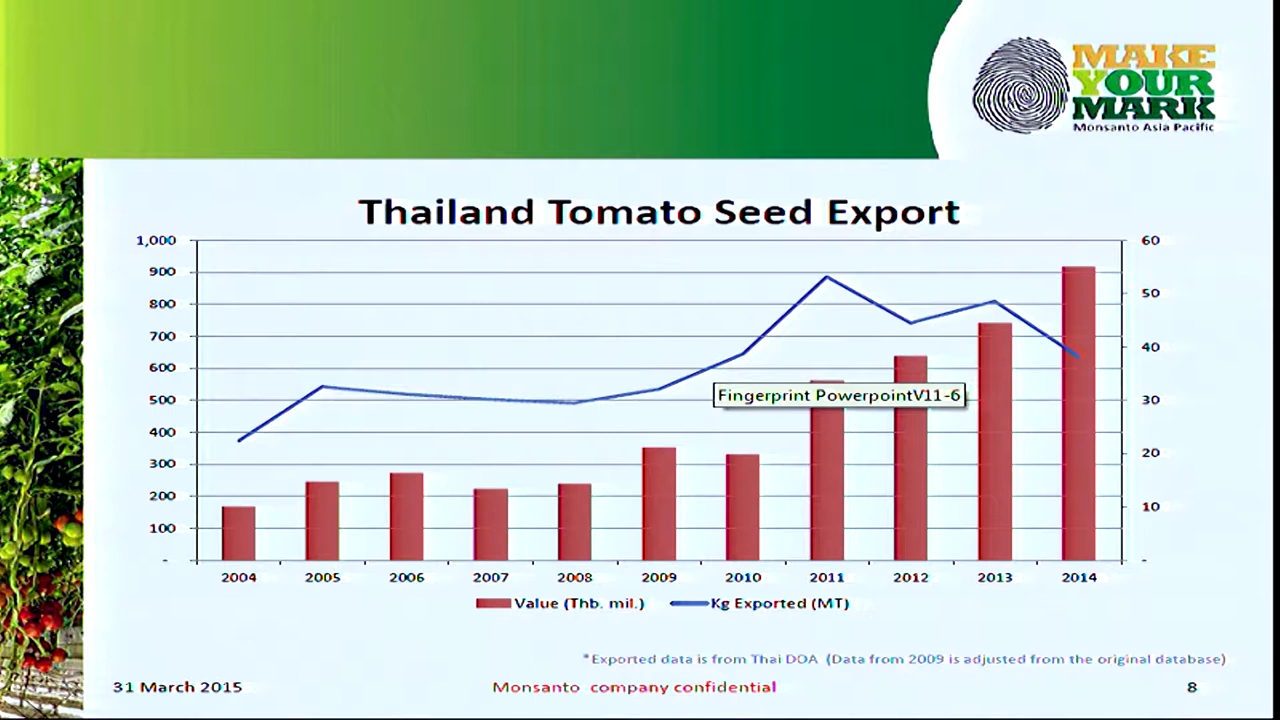 MAKE
YOUR
MARK
Monsanto Asia Pacific
Thailand Tomato Seed Export
1,000
900
800
700
600
500
400
300
200
100
-
60
50
40
30
20
10
-
Fingerprint PowerpointV11-6
2004 2005 2006 2007 2008 2009 2010 2011 2012 2013 2014
Value (Thb. mil.) Kg Exported (MT)
*Exported data is from Thai DOA (Data from 2009 is adjusted from the original database)
31 March 2015 Monsanto company confidential 8